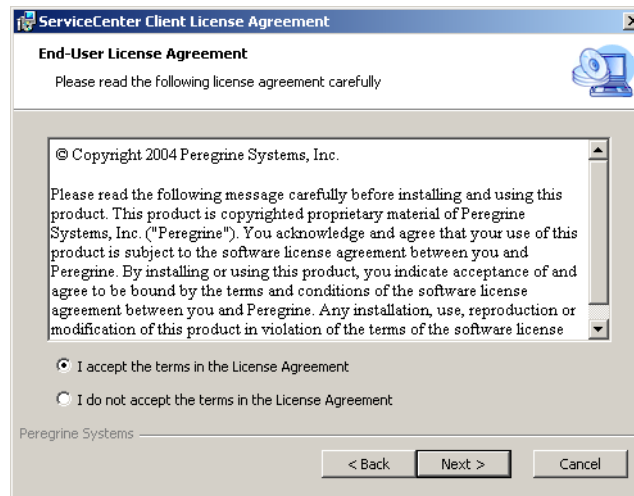 ServiceCenter Client License Agreement
End-User License Agreement
Please read the following license agreement carefully
© Copyright 2004 Peregrine Systems, Inc.
Please read the following message carefully before installing and using this
product. This product is copyrighted proprietary material of Peregrine
Systems, Inc. ("Peregrine"). You acknowledge and agree that your use of this
product is subject to the software license agreement between you and
Peregrine. By installing or using this product, you indicate acceptance of and
agree to be bound by the terms and conditions of the software license
agreement between you and Peregrine. Any installation, use, reproduction or
modification of this product in violation of the terms of the software license
I accept the terms in the License Agreement
I do not accept the terms in the License Agreement
Peregrine Systems
< Back Next > Cancel